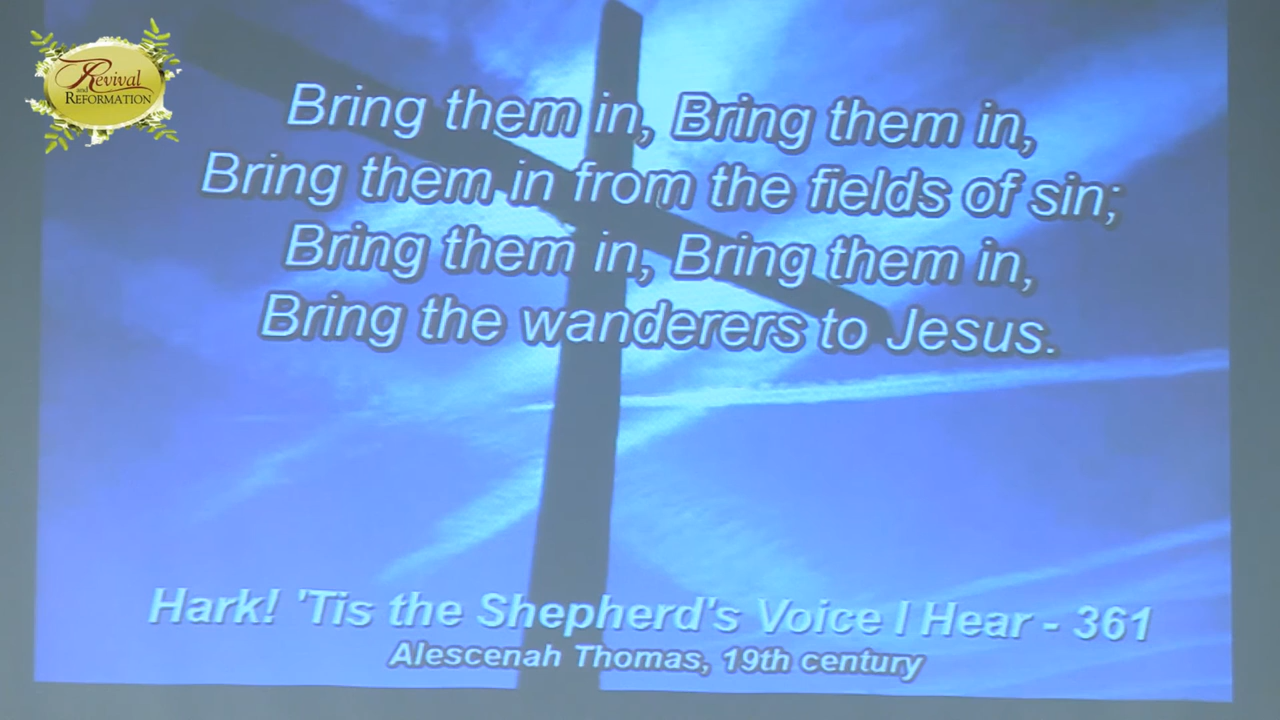 Revival
and
REFORMATION
Bring them in, Bring them in,
Bring them in from the fields of sin;
Bring them in, Bring them in,
Bring the wanderers to Jesus.
Hark! 'Tis the Shepherd's Voice I Hear - 361
Alescenah Thomas, 19th century